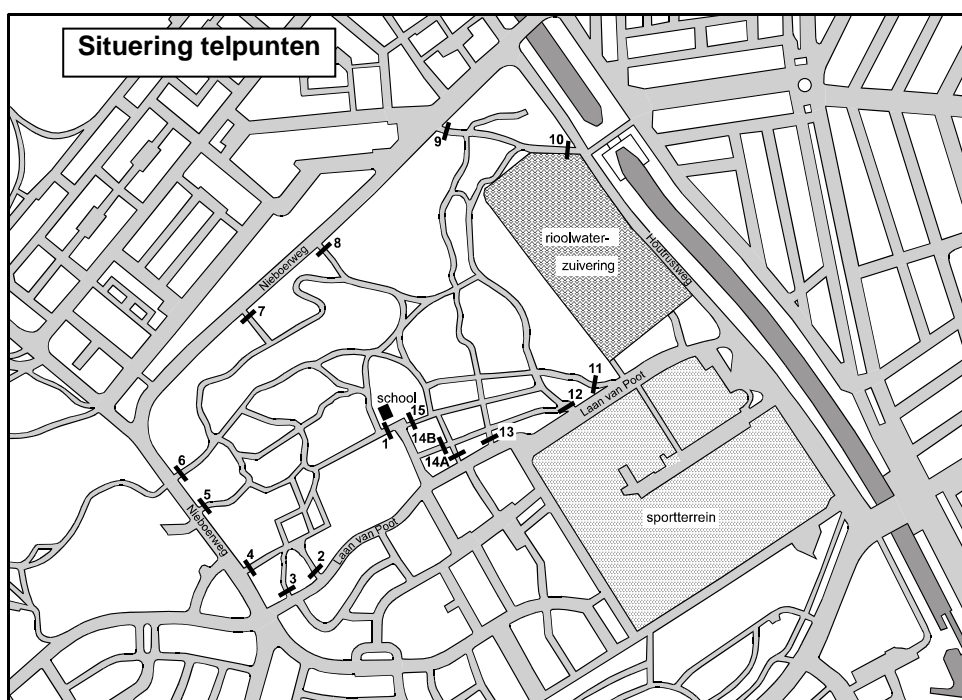 Situering telpunten
9
10
8
Nieboerweg
7
rioolwater-
zuivering
Houtrustweg
11
12
Laan van Poot
school
15
1
14B
13
14A
6
5
Nieboerweg
sportterrein
4
3
2
Laan van Poot